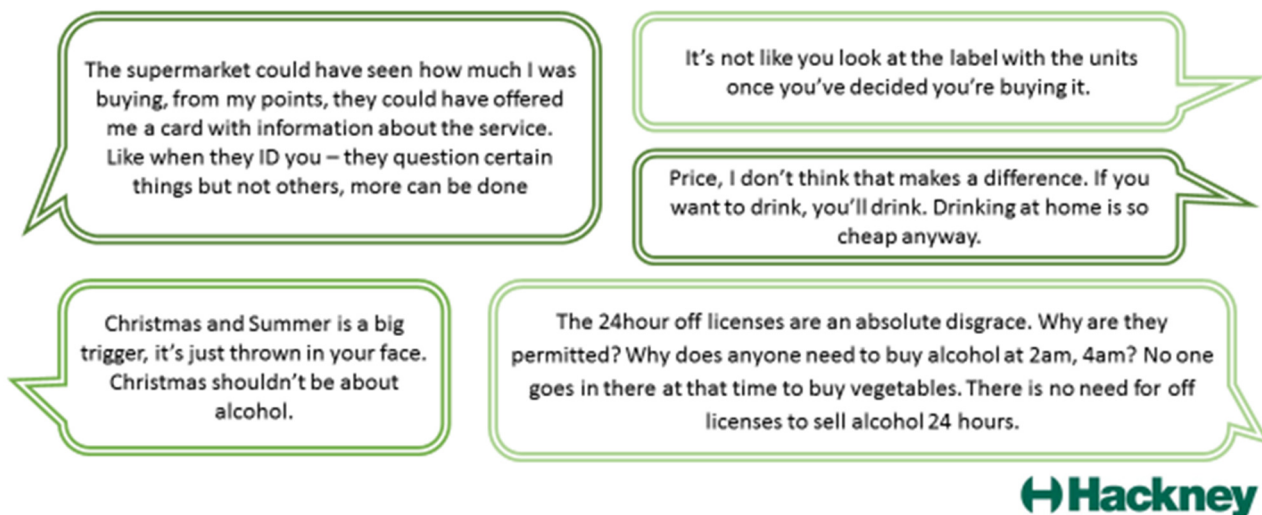 The supermarket could have seen how much I was
buying, from my points, they could have offered
me a card with information about the service.
Like when they ID you – they question certain
things but not others, more can be done
It's not like you look at the label with the units
once you've decided you're buying it.
Price, I don't think that makes a difference. If you
want to drink, you'll drink. Drinking at home is so
cheap anyway.
Christmas and Summer is a big
trigger, it's just thrown in your face.
Christmas shouldn't be about
alcohol.
The 24hour off licenses are an absolute disgrace. Why are they
permitted? Why does anyone need to buy alcohol at 2am, 4am? No one
goes in there at that time to buy vegetables. There is no need for off
licenses to sell alcohol 24 hours.
Hackney